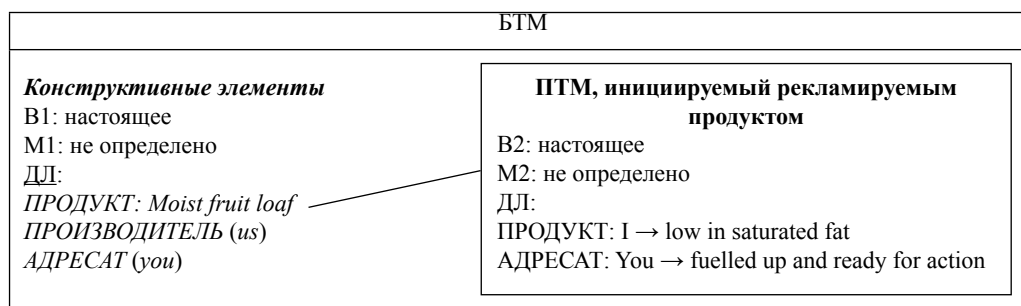 БТМ
Конструктивные элементы
В1: настоящее
М1: не определено
ДЛ:
ПРОДУКТ: Moist fruit loaf
ПРОИЗВОДИТЕЛЬ (us)
АДРЕСАТ (you)
ПТМ, инициируемый рекламируемым
продуктом
В2: настоящее
М2: не определено
ДЛ:
ПРОДУКТ: I → low in saturated fat
АДРЕСАТ: You → fuelled up and ready for action